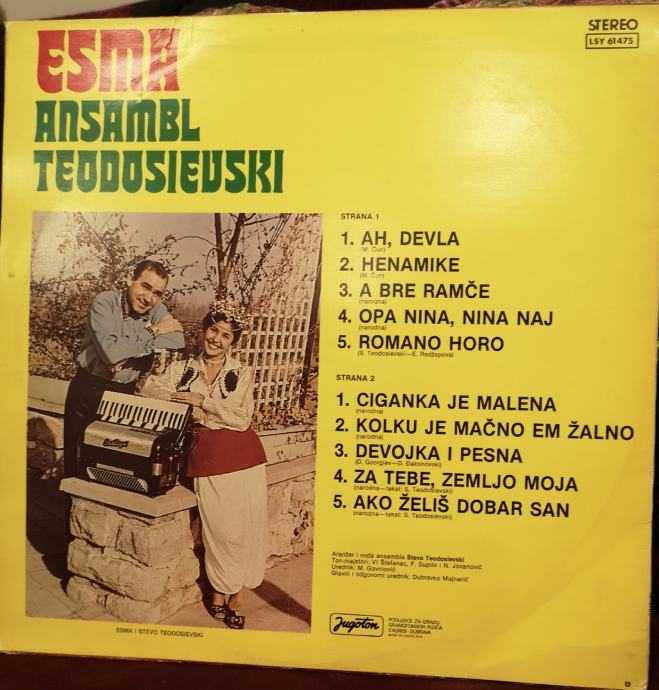 ESMA
ANSAMBL
TEODOSIEVSKI
STEREO
LSY 61475
STRANA 1
1. AH, DEVLA
(M. Čun)
2. HENAMIKE
(M. Čun)
3. A BRE RAMČE
(narodna)
4. OPA NINA, NINA NAJ
(narodna)
5. ROMANO HORO
(S. Teodosievski—E. Redžepova)
STRANA 2
1. CIGANKA JE MALENA
(narodna)
2. KOLKU JE MAČNO EM ŽALNO
(narodna)
3. DEVOJKA I PESNA
(D. Georgiev—D. Đakonovski)
4. ZA TEBE, ZEMLJO MOJA
(narodna—tekst: S. Teodosievski)
5. AKO ŽELIŠ DOBAR SAN
(narodna—tekst: S. Teodosievski)
Aranžer i vođa ansambla Stevo Teodosievski
Ton-majstori: V! Štefanac, F. Supilo i N. Jovanović
Urednik: M. Gavrilović
Glavni i odgovorni urednik: Dubravko Majnarić
Jugoton
PODUZEĆE ZA IZRADU
GRAMOFONSKIH PLOČA
ZAGREB-DUBRAVA
ESMA I STEVO TEODOSIEVSKI